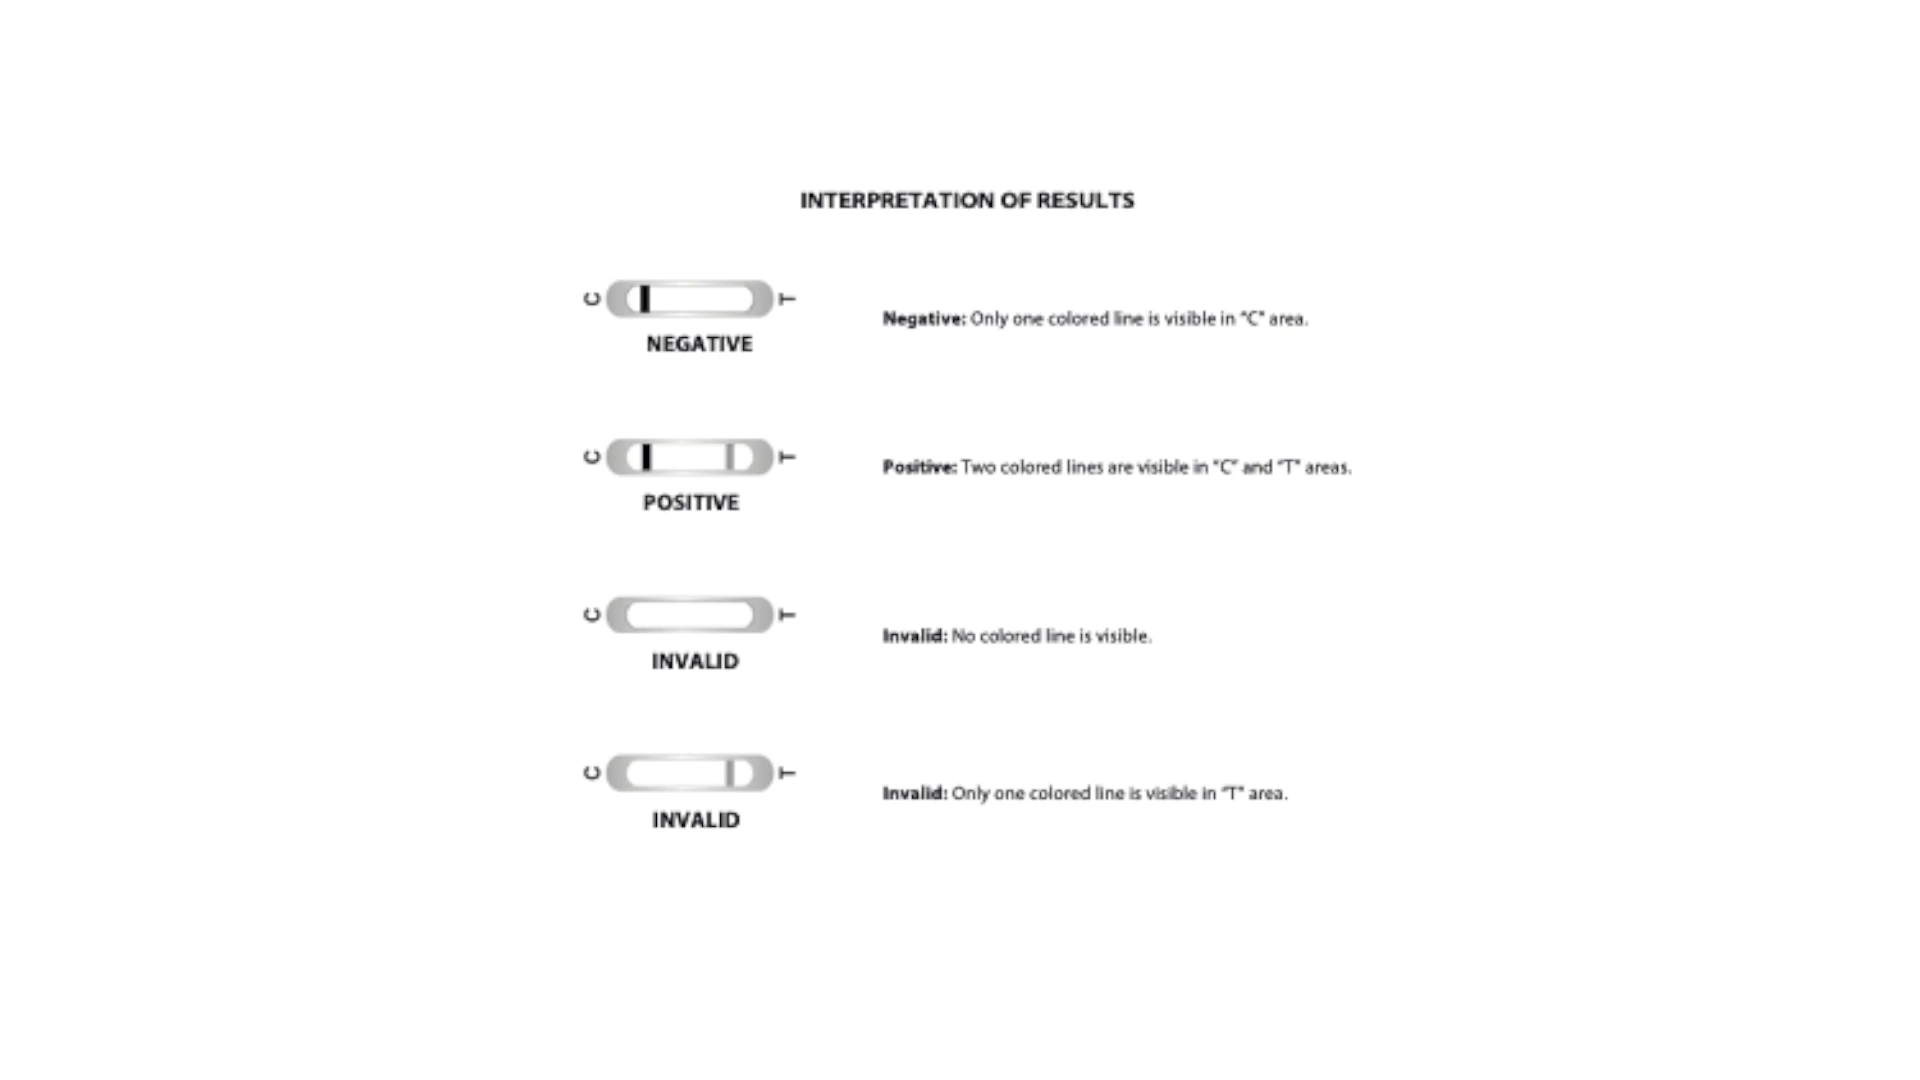 INTERPRETATION OF RESULTS
C T
NEGATIVE
Negative: Only one colored line is visible in "C" area.
C T
POSITIVE
Positive: Two colored lines are visible in "C" and "T" areas.
C T
INVALID
Invalid: No colored line is visible.
C T
INVALID
Invalid: Only one colored line is visible in "T" area.